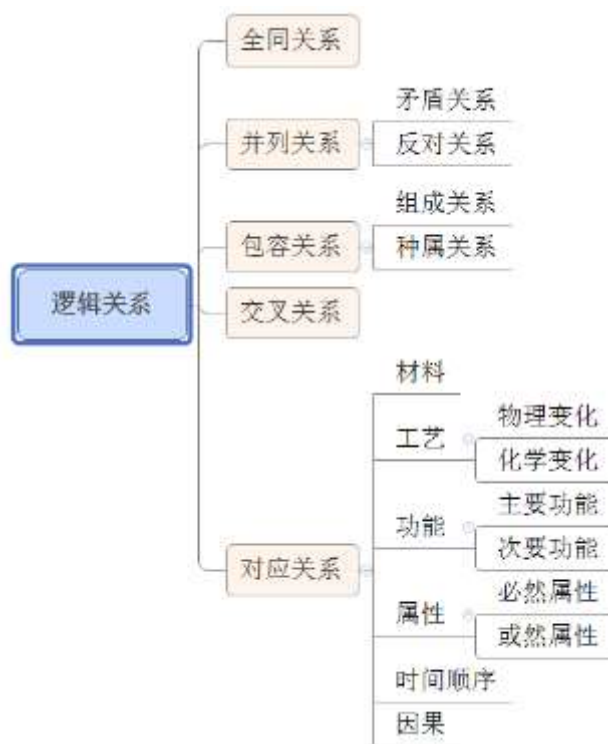 全同关系
矛盾关系
并列关系
反对关系
组成关系
包容关系
种属关系
逻辑关系
交叉关系
材料
物理变化
工艺
化学变化
主要功能
功能
次要功能
对应关系
必然属性
属性
或然属性
时间顺序
因果